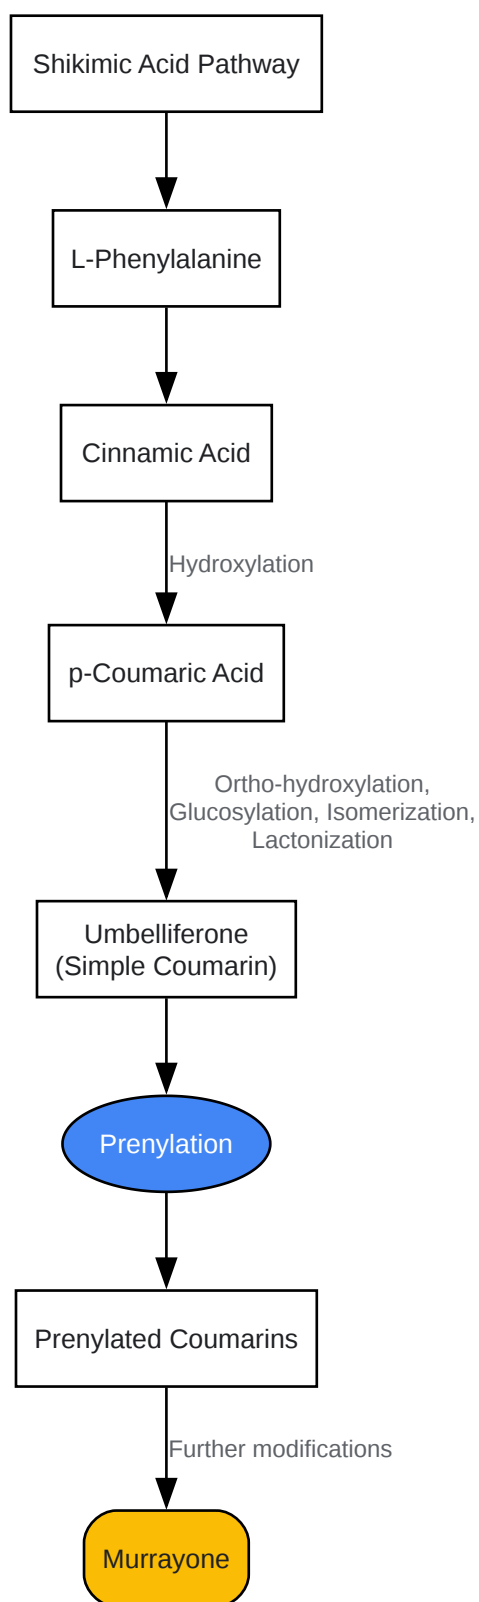 Shikimic Acid Pathway
L-Phenylalanine
Cinnamic Acid
Hydroxylation
p-Coumaric Acid
Ortho-hydroxylation,
Glucosylation, Isomerization,
Lactonization
Umbelliferone
(Simple Coumarin)
Prenylation
Prenylated Coumarins
Further modifications
Murrayone